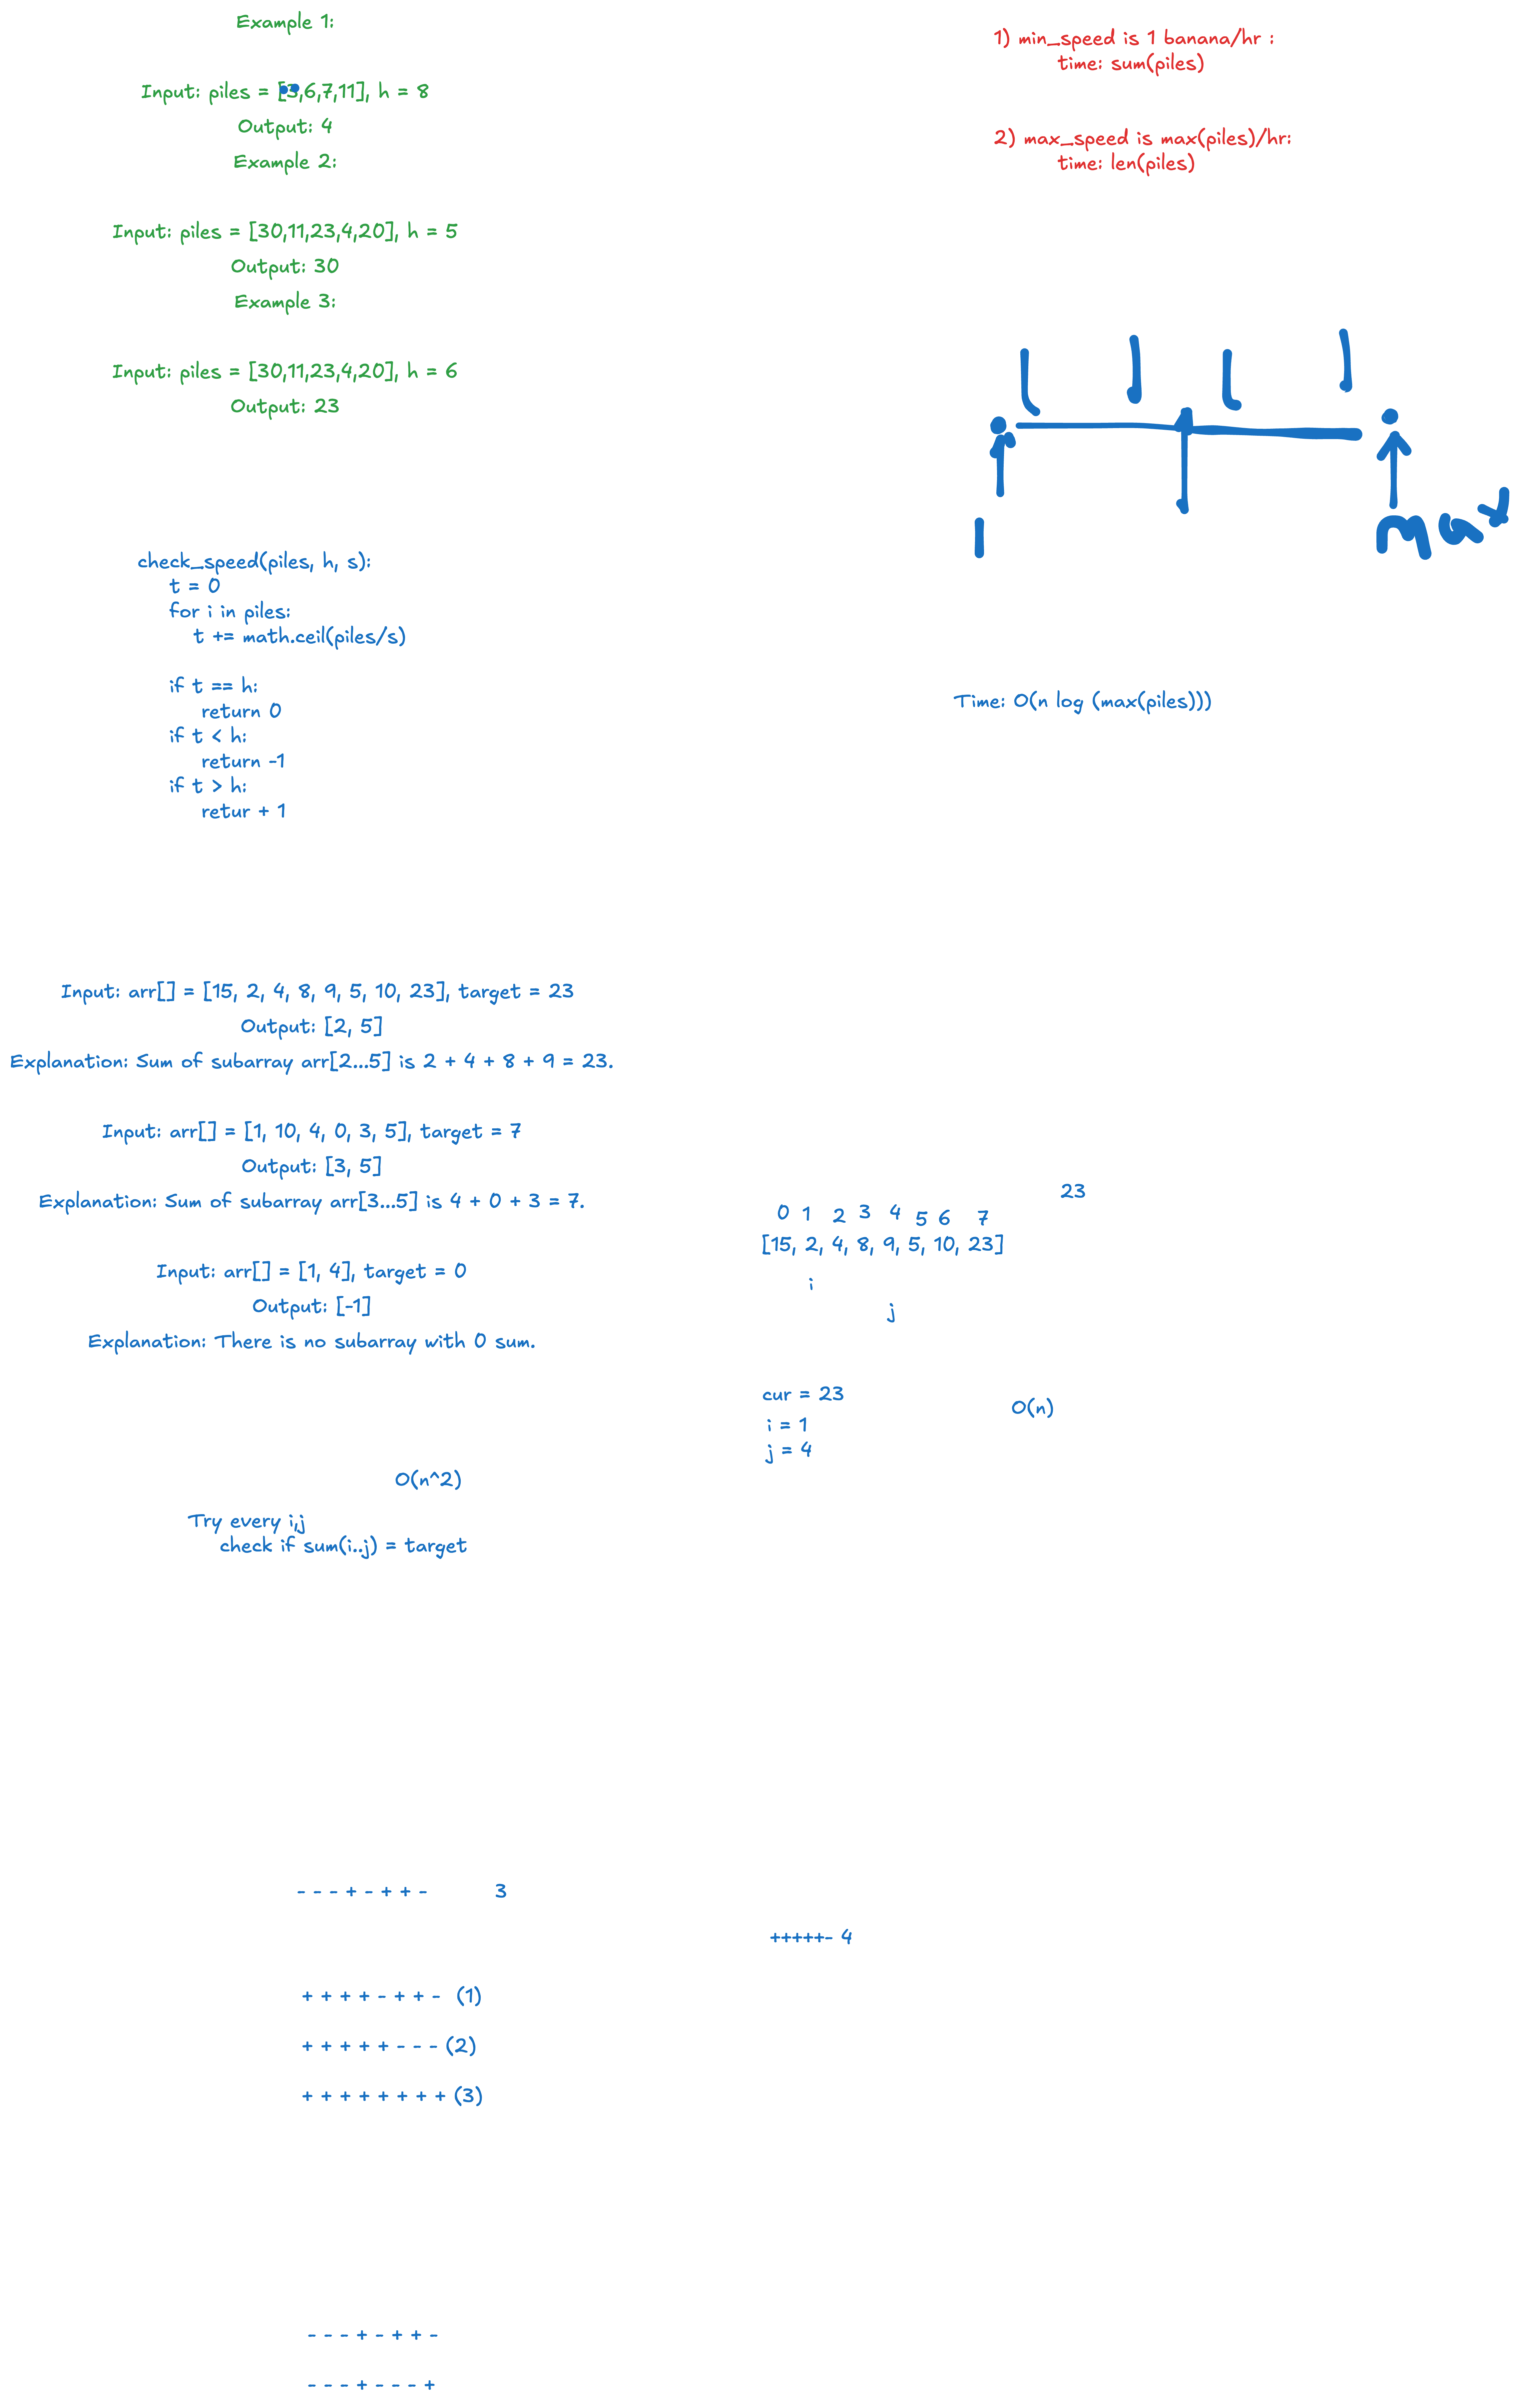 Example 1:
Input: piles = [3,6,7,11], h = 8
Output: 4
Example 2:
Input: piles = [30,11,23,4,20], h = 5
Output: 30
Example 3:
Input: piles = [30,11,23,4,20], h = 6
Output: 23
1) min_speed is 1 banana/hr :
time: sum(piles)
2) max_speed is max(piles)/hr:
time: len(piles)
1
max
check_speed(piles, h, s):
t = 0
for i in piles:
t += math.ceil(piles/s)
if t == h:
return 0
if t < h:
return -1
if t > h:
retur + 1
Time: O(n log (max(piles)))
Input: arr[] = [15, 2, 4, 8, 9, 5, 10, 23], target = 23
Output: [2, 5]
Explanation: Sum of subarray arr[2...5] is 2 + 4 + 8 + 9 = 23.
Input: arr[] = [1, 10, 4, 0, 3, 5], target = 7
Output: [3, 5]
Explanation: Sum of subarray arr[3...5] is 4 + 0 + 3 = 7.
Input: arr[] = [1, 4], target = 0
Output: [-1]
Explanation: There is no subarray with 0 sum.
23
0 1 2 3 4 5 6 7
[15, 2, 4, 8, 9, 5, 10, 23]
i
j
cur = 23
i = 1
j = 4
O(n)
O(n^2)
Try every i,j
check if sum(i..j) = target
- - - + - + + - 3
+++++- 4
+ + + + - + + - (1)
+ + + + + - - - (2)
+ + + + + + + + (3)
- - - + - + + -
- - - + - - - +